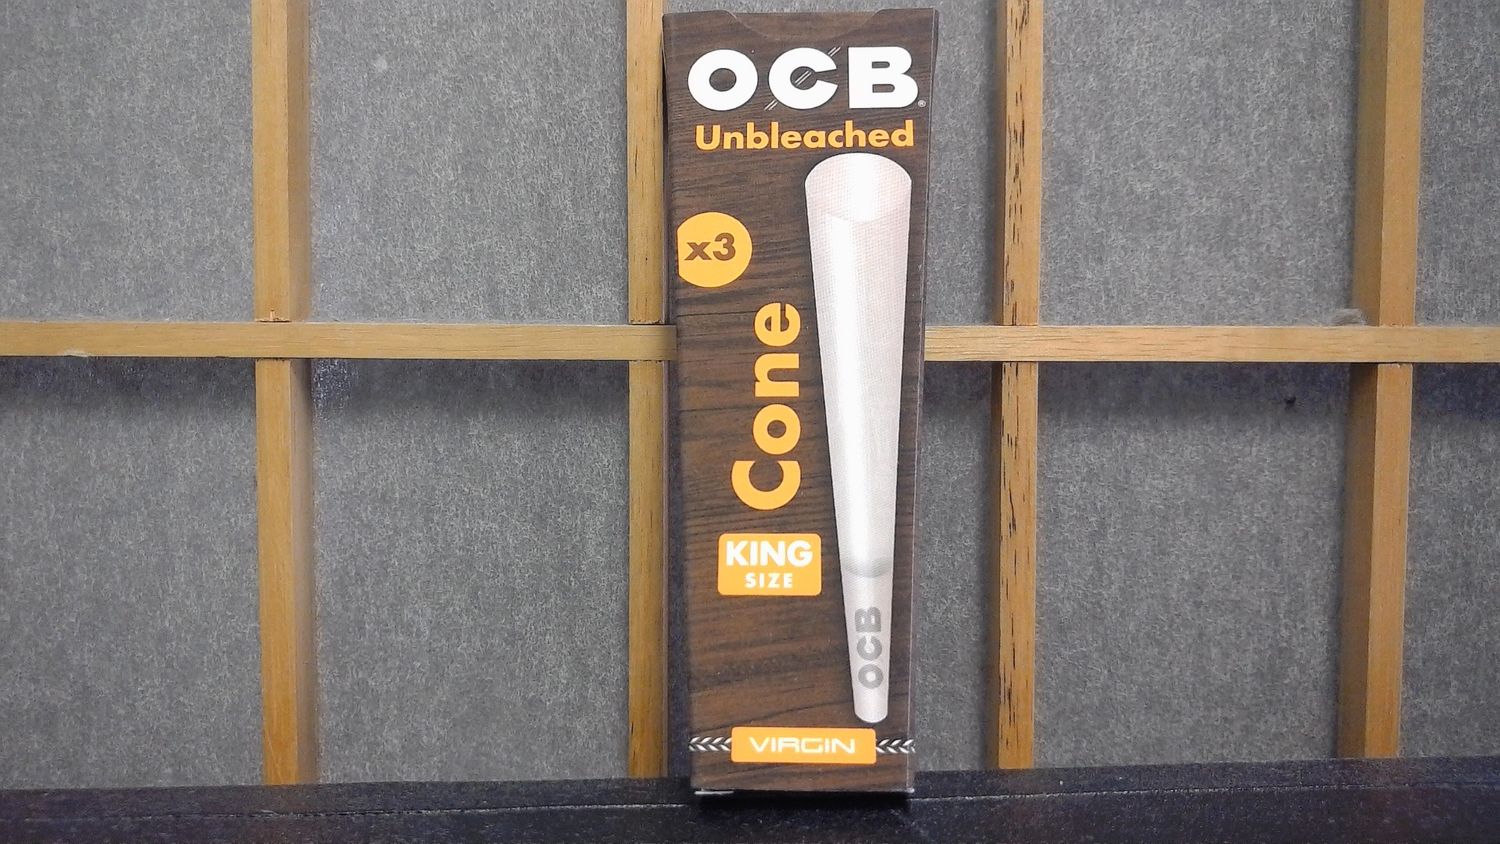 OCB®
Unbleached
x3
Cone
KING
SIZE
OCB
VIRGIN